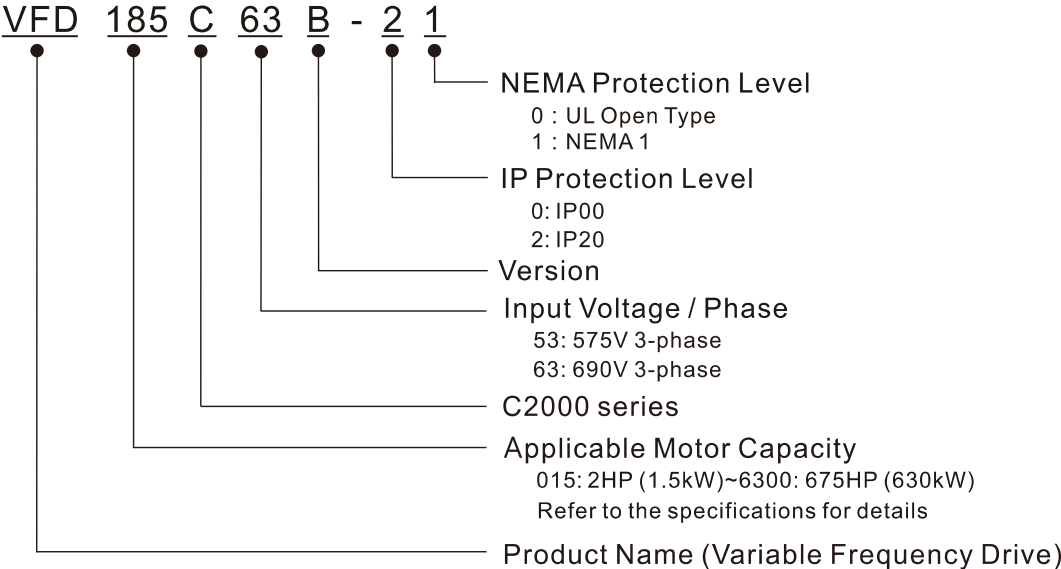 VFD 185 C 63 B - 2 1
NEMA Protection Level
0 : UL Open Type
1 : NEMA 1
IP Protection Level
0: IP00
2: IP20
Version
Input Voltage / Phase
53: 575V 3-phase
63: 690V 3-phase
C2000 series
Applicable Motor Capacity
015: 2HP (1.5kW)~6300: 675HP (630kW)
Refer to the specifications for details
Product Name (Variable Frequency Drive)